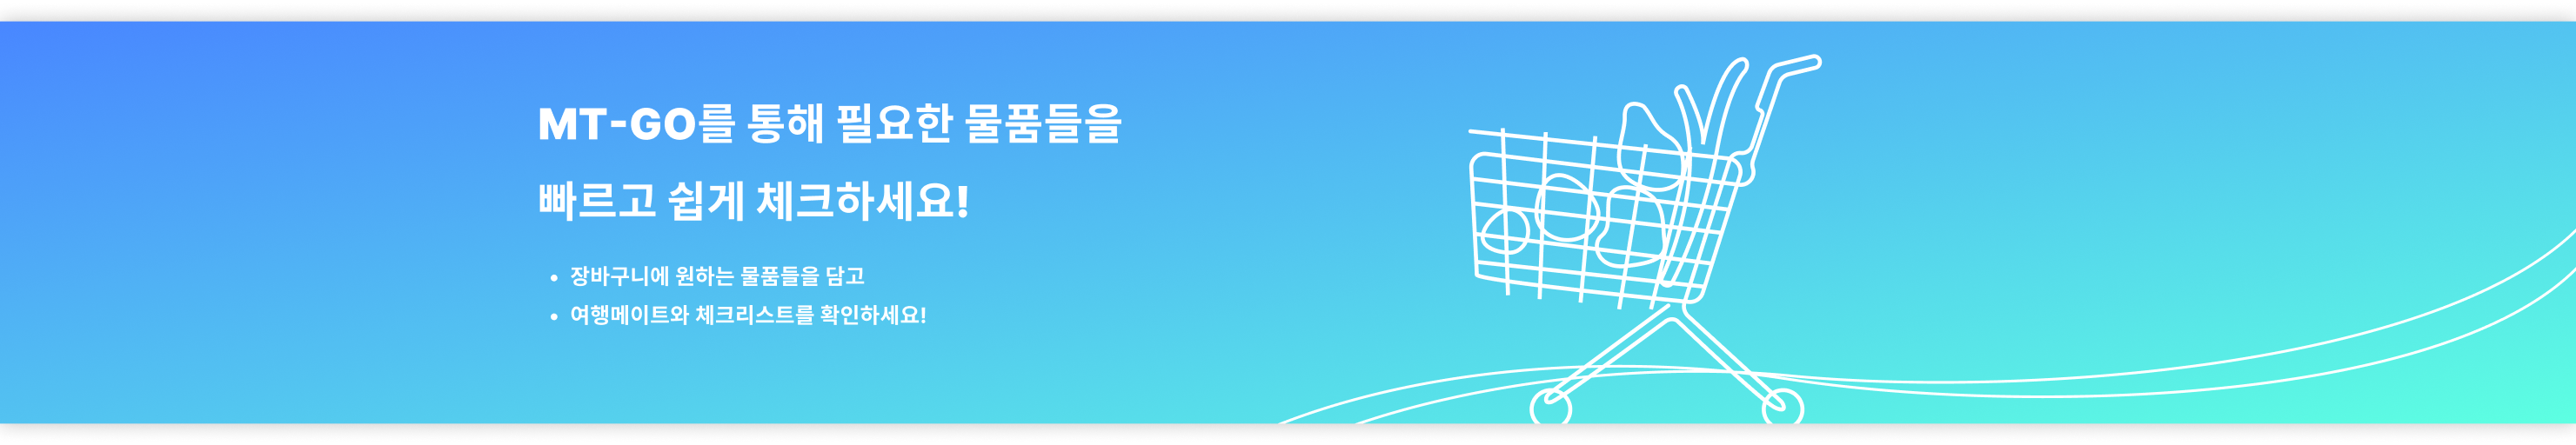 MT-GO를 통해 필요한 물품들을
빠르고 쉽게 체크하세요!
• 장바구니에 원하는 물품들을 담고
• 여행메이트와 체크리스트를 확인하세요!